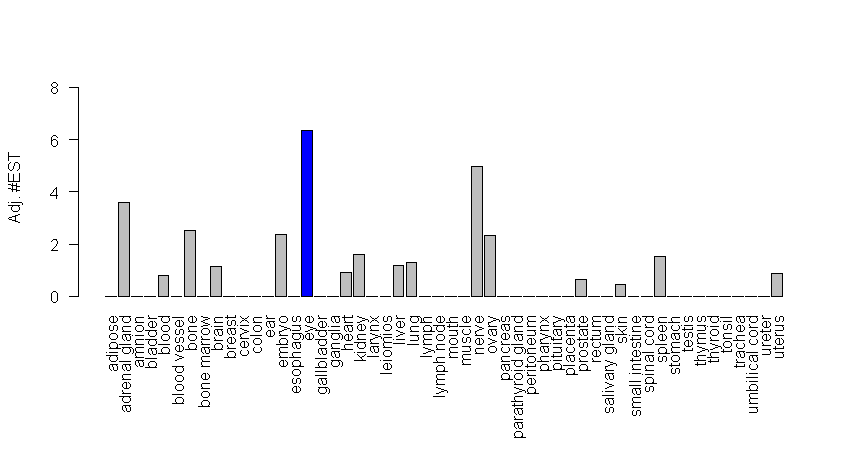 8
6
4
2
0
Adj. #EST
adipose
adrenal gland
amnion
bladder
blood
blood vessel
bone
bone marrow
brain
breast
cervix
colon
ear
embryo
esophagus
eye
gallbladder
ganglia
heart
kidney
larynx
leiomios
liver
lung
lymph
lymph node
mouth
muscle
nerve
ovary
pancreas
parathyroid gland
peritoneum
pharynx
pituitary
placenta
prostate
rectum
salivary gland
skin
small intestine
spinal cord
spleen
stomach
testis
thymus
thyroid
tonsil
trachea
umbilical cord
ureter
uterus